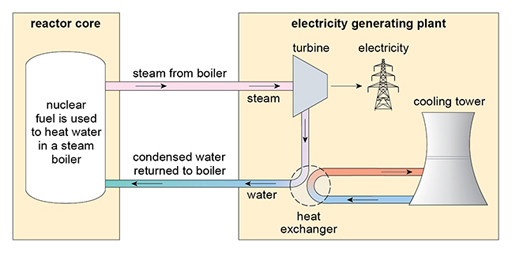 reactor core
electricity generating plant
nuclear
fuel is used
to heat water
in a steam
boiler
steam from boiler
steam
turbine
electricity
cooling tower
condensed water
returned to boiler
water
heat
exchanger